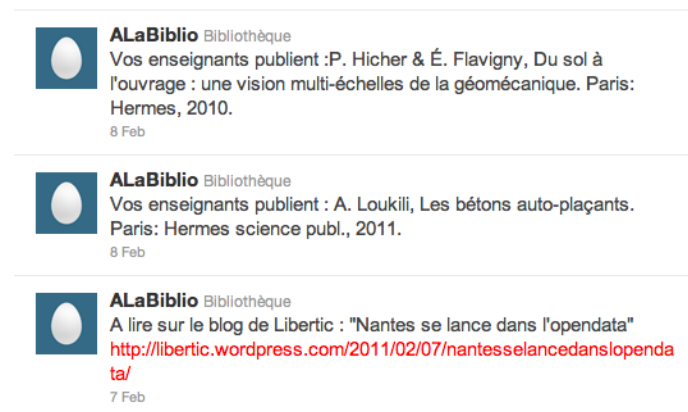 ALaBiblio Bibliothèque
Vos enseignants publient :P. Hicher & É. Flavigny, Du sol à
l'ouvrage : une vision multi-échelles de la géomécanique. Paris:
Hermes, 2010.
8 Feb
ALaBiblio Bibliothèque
Vos enseignants publient : A. Loukili, Les bétons auto-plaçants.
Paris: Hermes science publ., 2011.
8 Feb
ALaBiblio Bibliothèque
A lire sur le blog de Libertic : "Nantes se lance dans l'opendata"
http://libertic.wordpress.com/2011/02/07/nantesselancedanslopenda
ta/
7 Feb